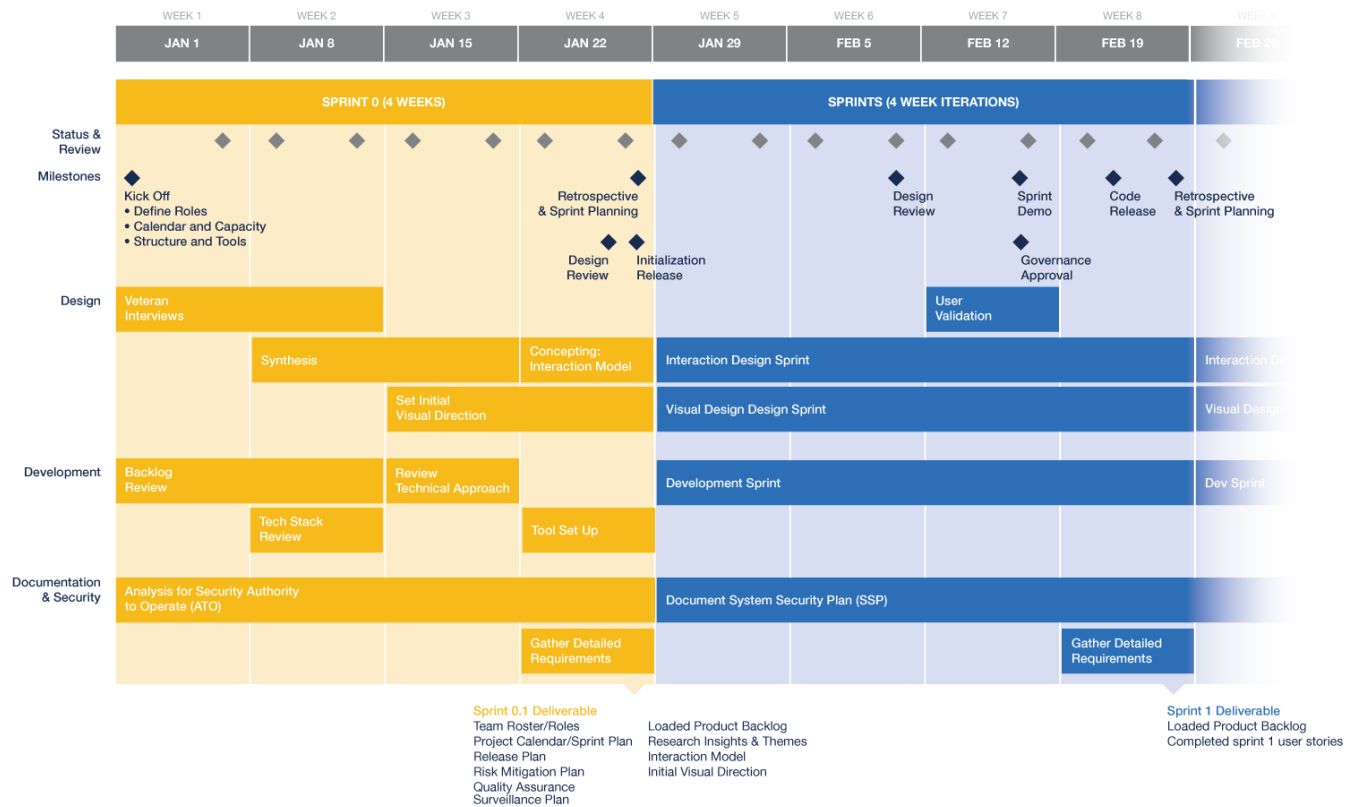 WEEK 1 WEEK 2 WEEK 3 WEEK 4 WEEK 5 WEEK 6 WEEK 7 WEEK 8 WEEK 9
JAN 1 JAN 8 JAN 15 JAN 22 JAN 29 FEB 5 FEB 12 FEB 19
SPRINT 0 (4 WEEKS) SPRINTS (4 WEEK ITERATIONS)
Status &
Review
Milestones
Kick Off
• Define Roles
• Calendar and Capacity
• Structure and Tools
Retrospective
& Sprint Planning
Design
Review
Initialization
Release
Design
Review
Sprint
Demo
Code
Release
Retrospective
& Sprint Planning
Governance
Approval
Design
Veteran
Interviews
User
Validation
Synthesis
Concepting:
Interaction Model
Interaction Design Sprint
Interaction
Set Initial
Visual Direction
Visual Design Design Sprint
Visual Design
Development
Backlog
Review
Review
Technical Approach
Development Sprint
Dev Sprint
Tech Stack
Review
Tool Set Up
Documentation
& Security
Analysis for Security Authority
to Operate (ATO)
Document System Security Plan (SSP)
Gather Detailed
Requirements
Gather Detailed
Requirements
Sprint 0.1 Deliverable
Team Roster/Roles
Project Calendar/Sprint Plan
Release Plan
Risk Mitigation Plan
Quality Assurance
Surveillance Plan
Loaded Product Backlog
Research Insights & Themes
Interaction Model
Initial Visual Direction
Sprint 1 Deliverable
Loaded Product Backlog
Completed sprint 1 user stories